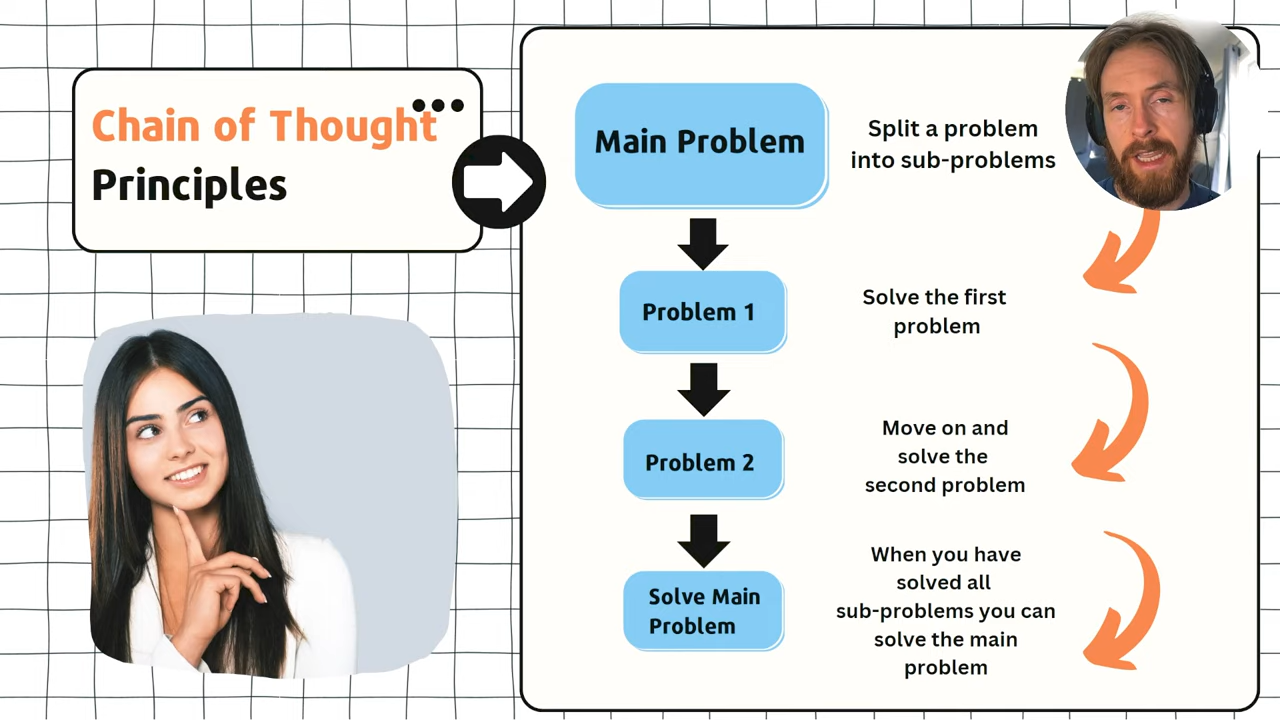 Chain of Thought
Principles
Main Problem
Split a problem
into sub-problems
Problem 1
Solve the first
problem
Problem 2
Move on and
solve the
second problem
Solve Main
Problem
When you have
solved all
sub-problems you can
solve the main
problem